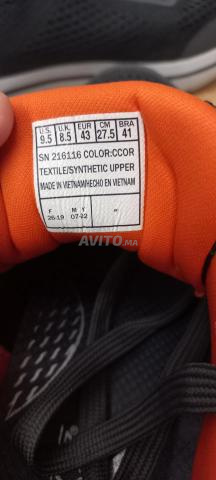 U.S. U.K. EUR CM BRA
9.5 8.5 43 27.5 41
SN 216116 COLOR:CCOR
TEXTILE/SYNTHETIC UPPER
MADE IN VIETNAM/HECHO EN VIETNAM
F M Y
26-19 07-22
AVITO.ma